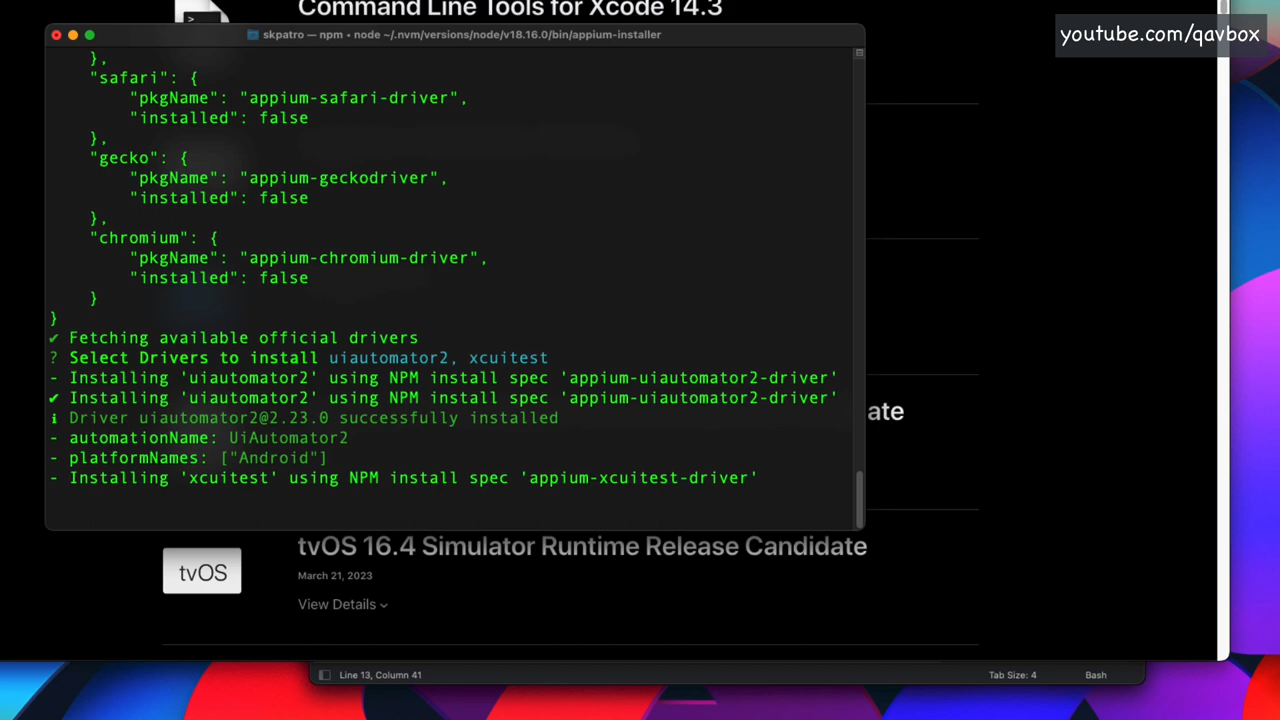 Command Line Tools for Xcode 14.3
youtube.com/qavbox
skpatro — npm • node ~/.nvm/versions/node/v18.16.0/bin/appium-installer
},
"safari": {
"pkgName": "appium-safari-driver",
"installed": false
},
"gecko": {
"pkgName": "appium-geckodriver",
"installed": false
},
"chromium": {
"pkgName": "appium-chromium-driver",
"installed": false
}
}
✔ Fetching available official drivers
? Select Drivers to install uiautomator2, xcuitest
- Installing 'uiautomator2' using NPM install spec 'appium-uiautomator2-driver'
✔ Installing 'uiautomator2' using NPM install spec 'appium-uiautomator2-driver'
ℹ Driver uiautomator2@2.23.0 successfully installed
- automationName: UiAutomator2
- platformNames: ["Android"]
- Installing 'xcuitest' using NPM install spec 'appium-xcuitest-driver'
ate
tvOS
tvOS 16.4 Simulator Runtime Release Candidate
March 21, 2023
View Details
Line 13, Column 41
Tab Size: 4
Bash